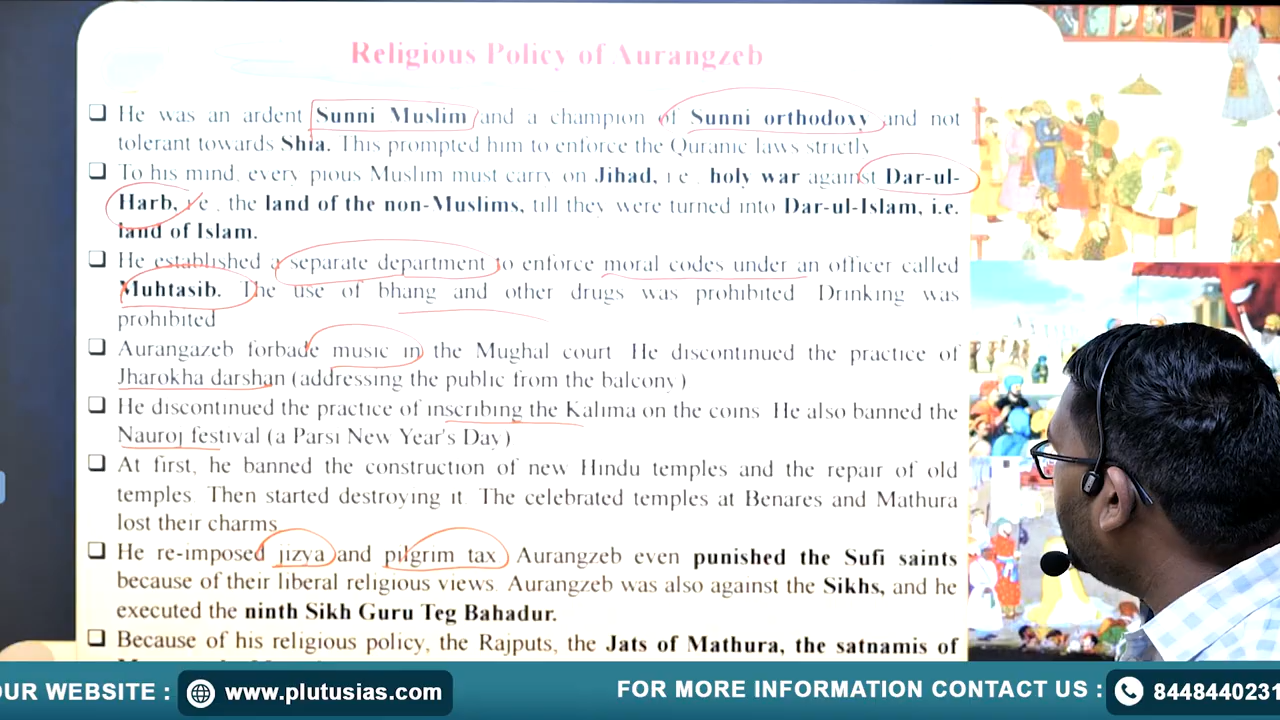 Religious Policy of Aurangzeb
❑ He was an ardent Sunni Muslim and a champion of Sunni orthodoxy and not
tolerant towards Shia. This prompted him to enforce the Quranic laws strictly
❑ To his mind, every pious Muslim must carry on Jihad, i.e., holy war against Dar-ul-
Harb, i.e., the land of the non-Muslims, till they were turned into Dar-ul-Islam, i.e.
land of Islam.
❑ He established a separate department to enforce moral codes under an officer called
Muhtasib. The use of bhang and other drugs was prohibited Drinking was
prohibited
❑ Aurangazeb forbade music in the Mughal court He discontinued the practice of
Jharokha darshan (addressing the public from the balcony)
❑ He discontinued the practice of inscribing the Kalima on the coins He also banned the
Nauroj festival (a Parsi New Year's Day)
❑ At first, he banned the construction of new Hindu temples and the repair of old
temples Then started destroying it. The celebrated temples at Benares and Mathura
lost their charms
❑ He re-imposed jizya and pilgrim tax Aurangzeb even punished the Sufi saints
because of their liberal religious views. Aurangzeb was also against the Sikhs, and he
executed the ninth Sikh Guru Teg Bahadur.
❑ Because of his religious policy, the Rajputs, the Jats of Mathura, the satnamis of
OUR WEBSITE : www.plutusias.com FOR MORE INFORMATION CONTACT US : 8448440231